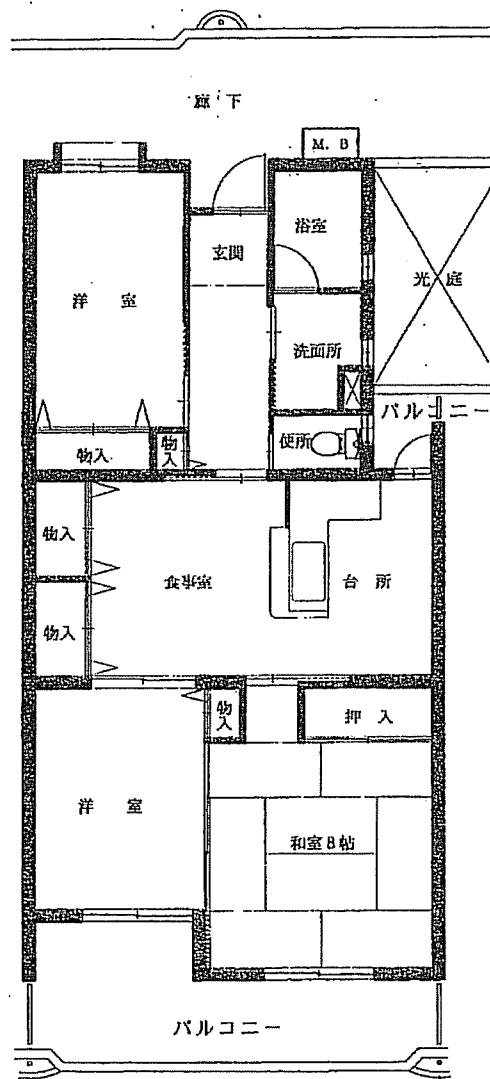 廊下
M. B
浴室
玄関
洋室
光庭
洗面所
バルコニー
便所
物入
物入
物入
食事室
台所
物入
物入
押入
洋室
和室8帖
バルコニー